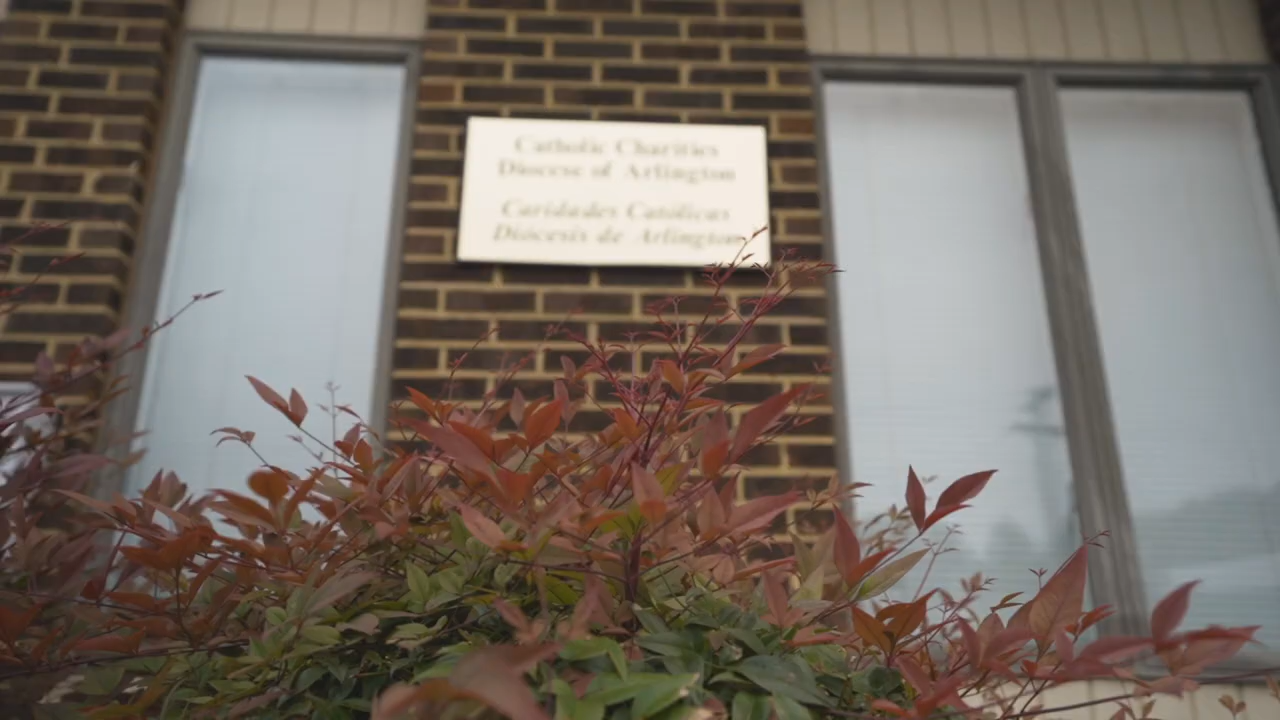 Catholic Charities
Diocese of Arlington
Caridades Católicas
Diócesis de Arlington